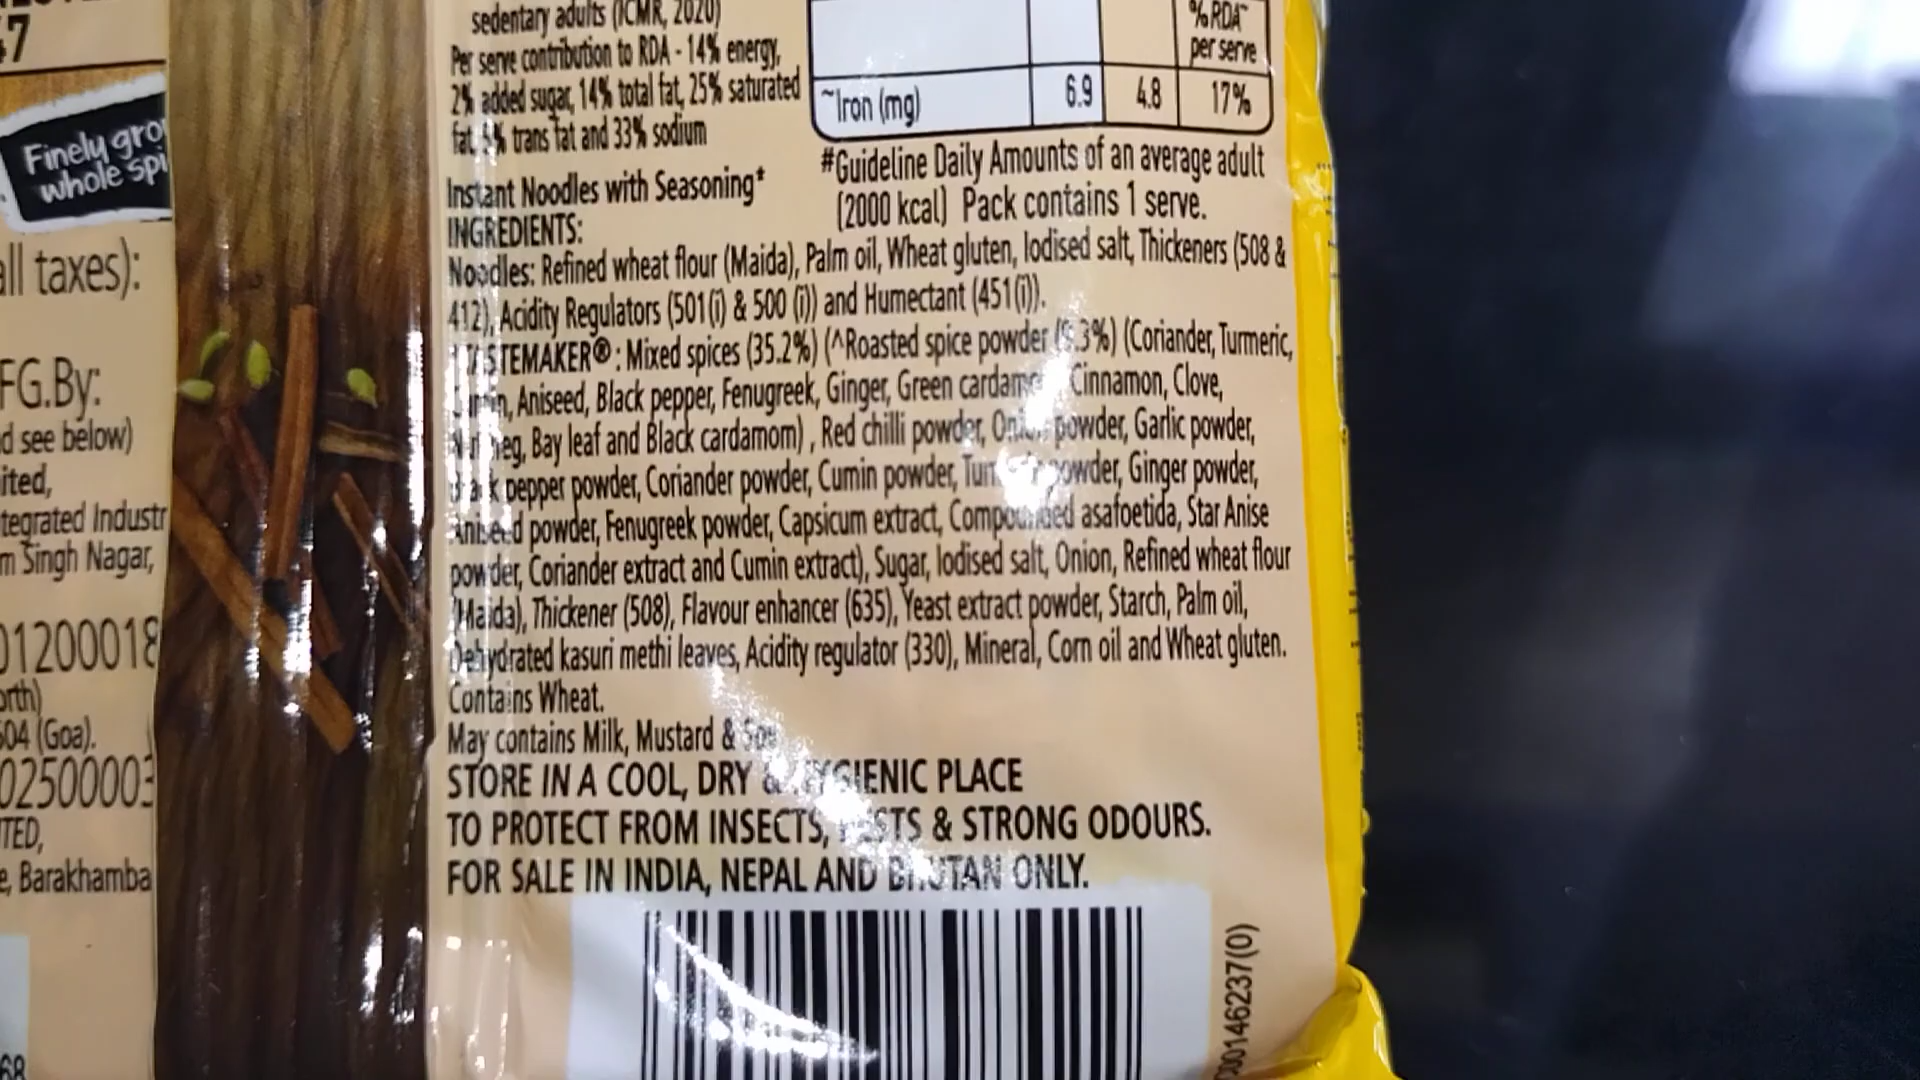 47
Finely gro
whole spi
all taxes):
FG.By:
d see below)
ited,
tegrated Industr
m Singh Nagar,
01200018
orth)
504 (Goa).
02500003
TED,
e, Barakhamba
68
sedentary adults (ICMR, 2020)
Per serve contribution to RDA - 14% energy,
2% added sugar, 14% total fat, 25% saturated
fat, 5% trans fat and 33% sodium
%RDA
per serve
~Iron (mg) 6.9 4.8 17%
#Guideline Daily Amounts of an average adult
(2000 kcal) Pack contains 1 serve.
Instant Noodles with Seasoning*
INGREDIENTS:
Noodles: Refined wheat flour (Maida), Palm oil, Wheat gluten, Iodised salt, Thickeners (508 &
412), Acidity Regulators (501(i) & 500 (i)) and Humectant (451(i)).
TASTEMAKER®: Mixed spices (35.2%) (^Roasted spice powder (Coriander, Turmeric,
Cumin, Aniseed, Black pepper, Fenugreek, Ginger, Green cardamom, Cinnamon, Clove,
Nutmeg, Bay leaf and Black cardamom), Red chilli powder, Onion powder, Garlic powder,
Black pepper powder, Coriander powder, Cumin powder, Turmeric powder, Ginger powder,
Aniseed powder, Fenugreek powder, Capsicum extract, Compounded asafoetida, Star Anise
powder, Coriander extract and Cumin extract), Sugar, Iodised salt, Onion, Refined wheat flour
(Maida), Thickener (508), Flavour enhancer (635), Yeast extract powder, Starch, Palm oil,
Dehydrated kasuri methi leaves, Acidity regulator (330), Mineral, Corn oil and Wheat gluten.
Contains Wheat.
May contains Milk, Mustard & Soy
STORE IN A COOL, DRY & HYGIENIC PLACE
TO PROTECT FROM INSECTS, PESTS & STRONG ODOURS.
FOR SALE IN INDIA, NEPAL AND BHUTAN ONLY.
00146237(0)